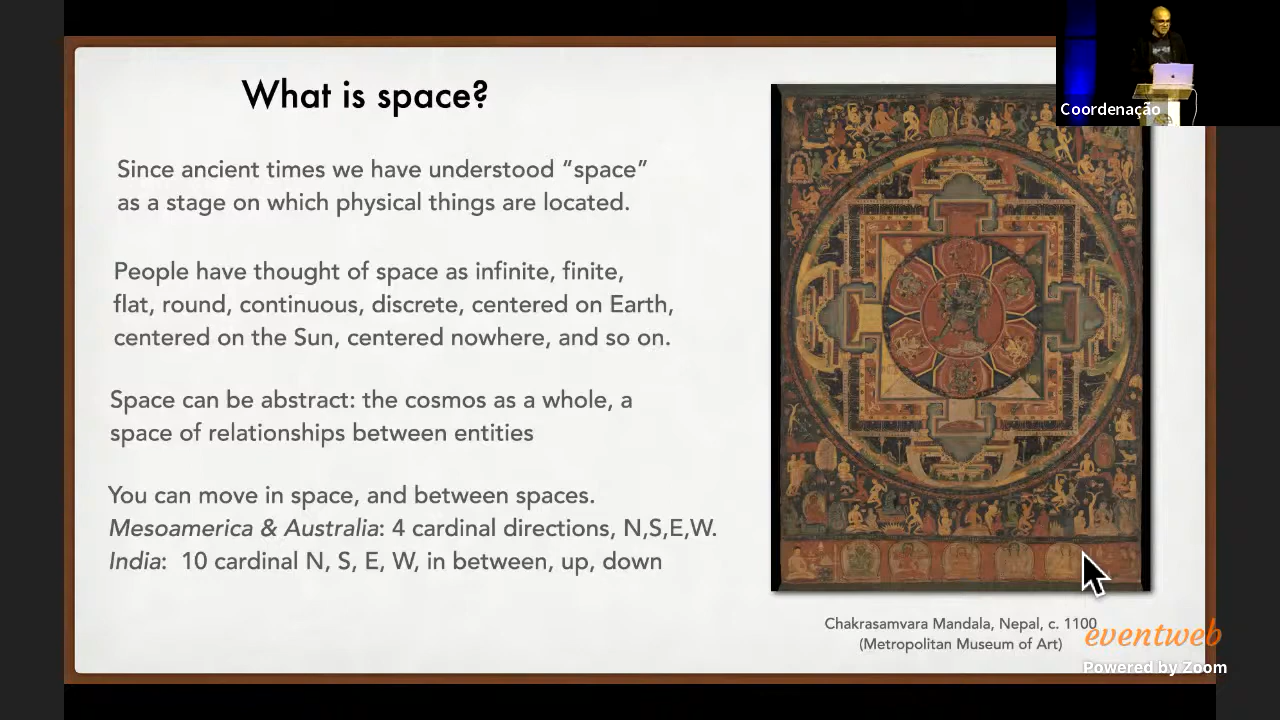 What is space?
Since ancient times we have understood “space”
as a stage on which physical things are located.
People have thought of space as infinite, finite,
flat, round, continuous, discrete, centered on Earth,
centered on the Sun, centered nowhere, and so on.
Space can be abstract: the cosmos as a whole, a
space of relationships between entities
You can move in space, and between spaces.
Mesoamerica & Australia: 4 cardinal directions, N,S,E,W.
India:  10 cardinal N, S, E, W, in between, up, down
Coordenação
Chakrasamvara Mandala, Nepal, c. 1100
(Metropolitan Museum of Art)
eventweb
Powered by Zoom